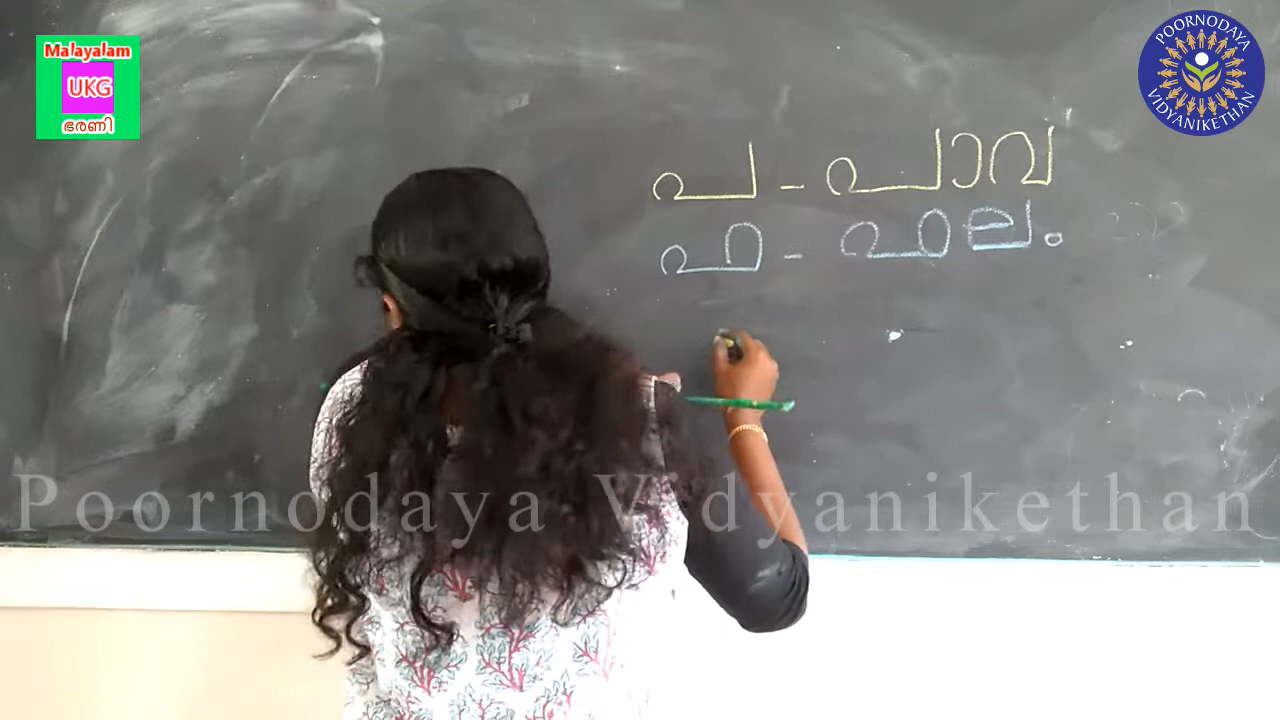 Malayalam
UKG
ഭരണി
POORNODAYA
VIDYANIKETHAN
പ - പാവ
ഫ - ഫലം
Poornodaya Vidyanikethan